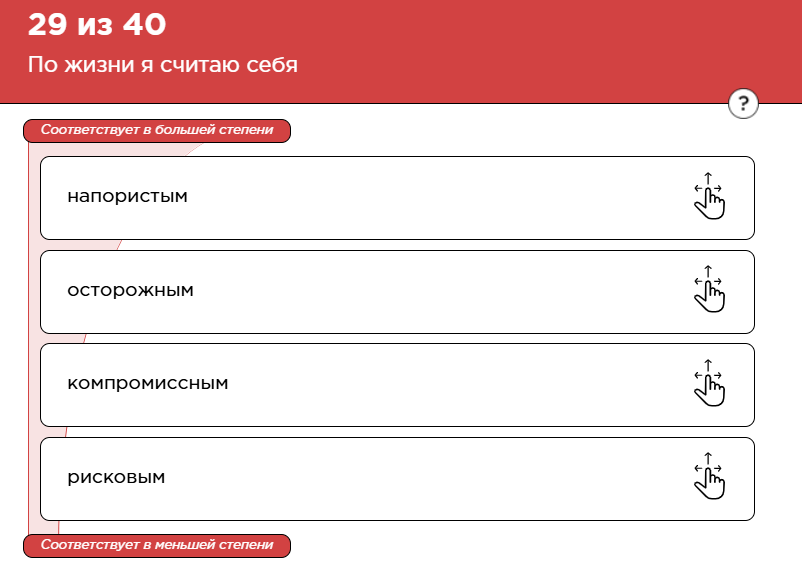 29 из 40
По жизни я считаю себя
?
Соответствует в большей степени
напористым
осторожным
компромиссным
рисковым
Соответствует в меньшей степени